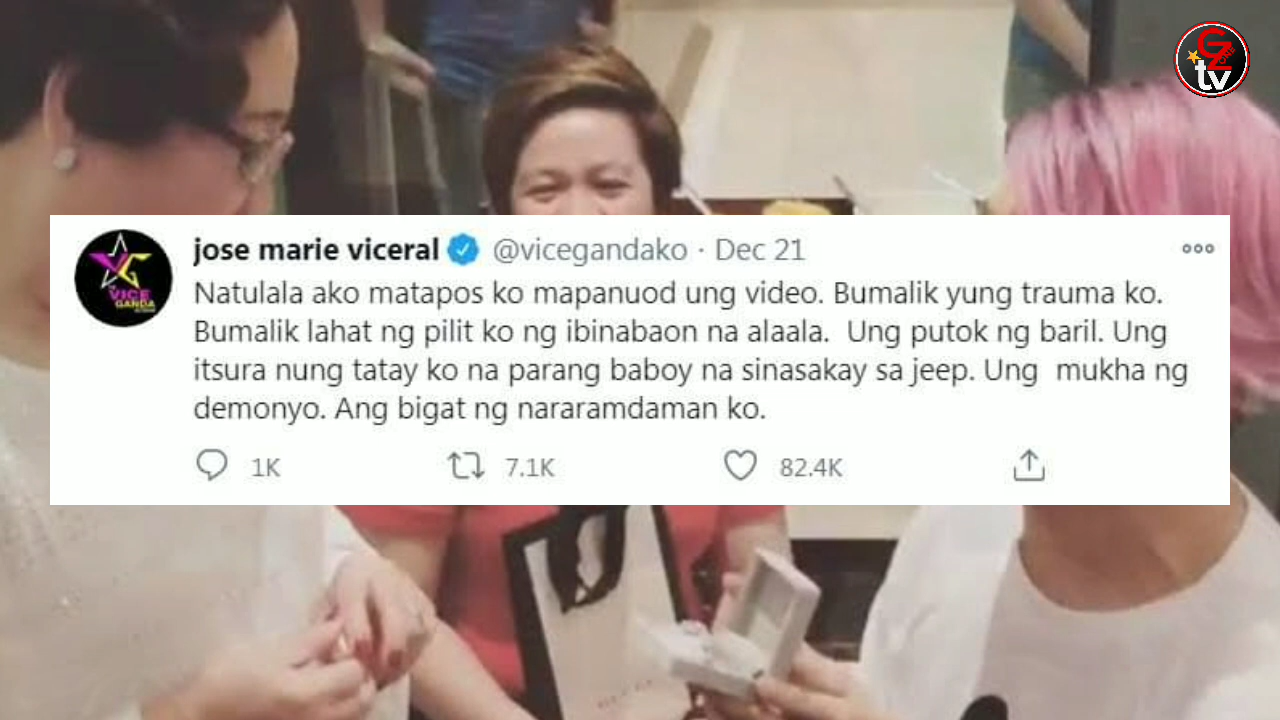 GZ
tv
jose marie viceral @vicegandako · Dec 21
Natulala ako matapos ko mapanuod ung video. Bumalik yung trauma ko.
Bumalik lahat ng pilit ko ng ibinabaon na alaala. Ung putok ng baril. Ung
itsura nung tatay ko na parang baboy na sinasakay sa jeep. Ung mukha ng
demonyo. Ang bigat ng nararamdaman ko.
1K 7.1K 82.4K
VICE
GANDA